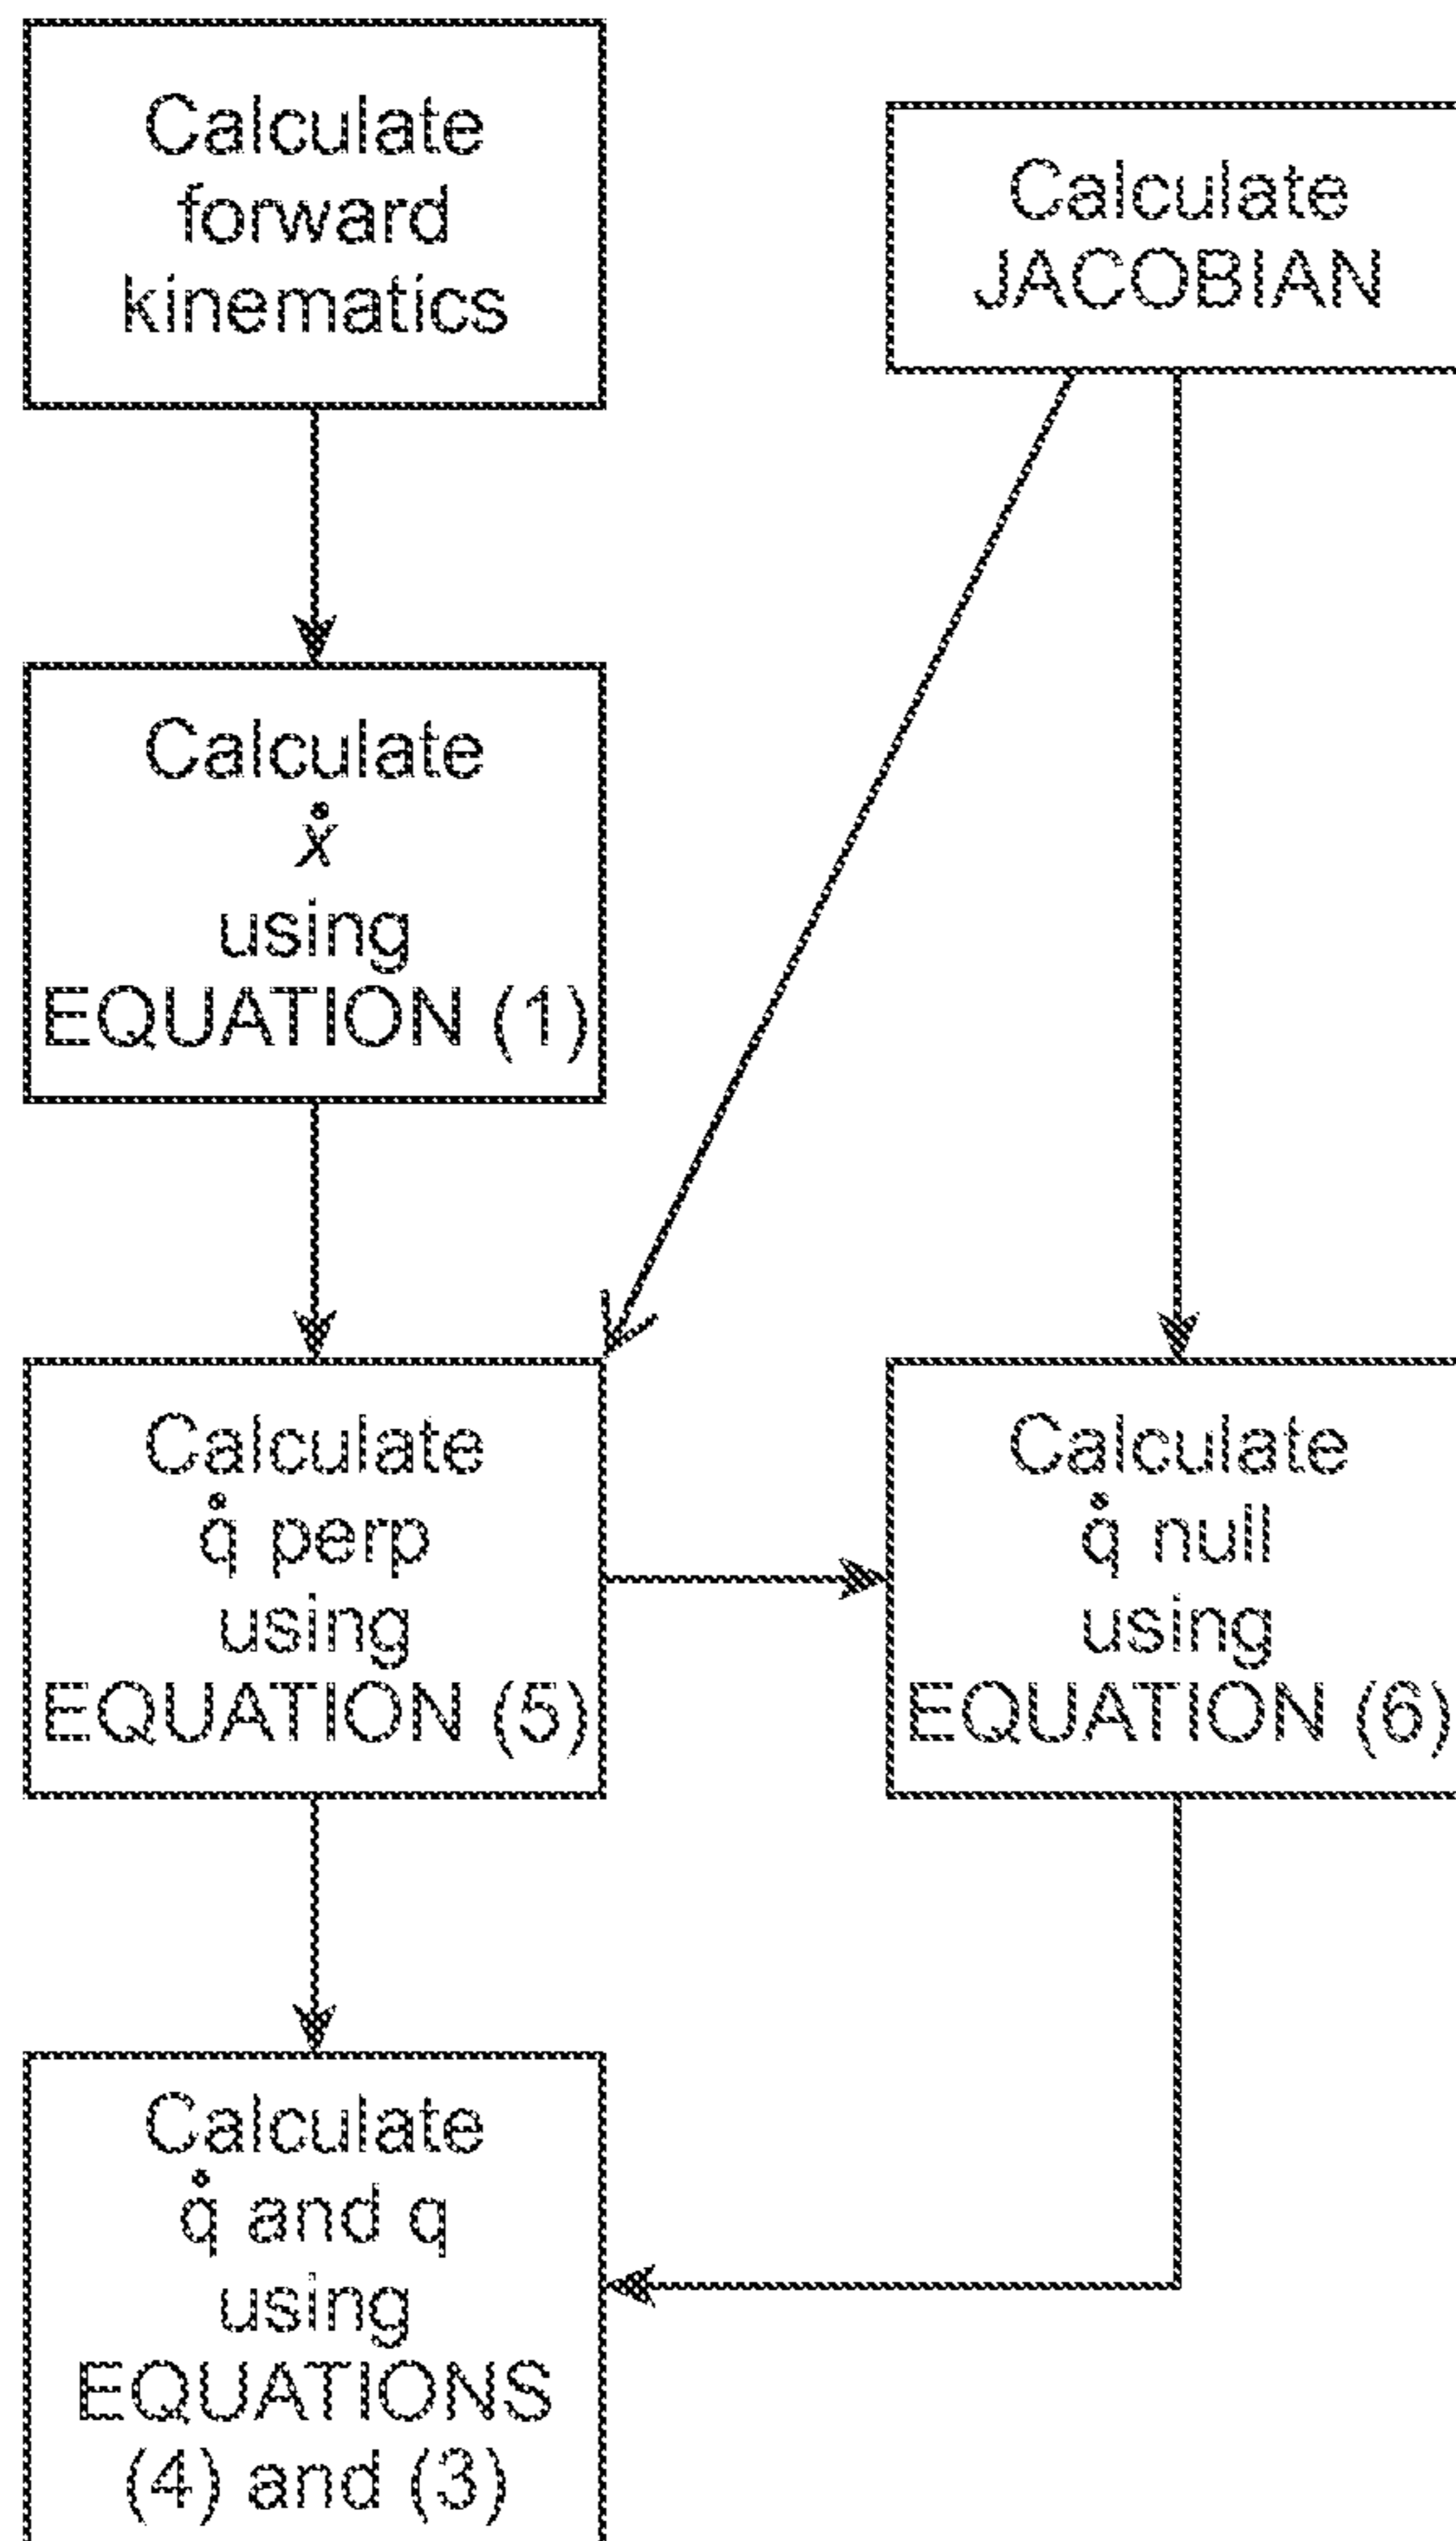 Calculate
forward
kinematics
Calculate
JACOBIAN
Calculate
ẋ
using
EQUATION (1)
Calculate
q̇ perp
using
EQUATION (5)
Calculate
q̇ null
using
EQUATION (6)
Calculate
q̇ and q
using
EQUATIONS
(4) and (3)